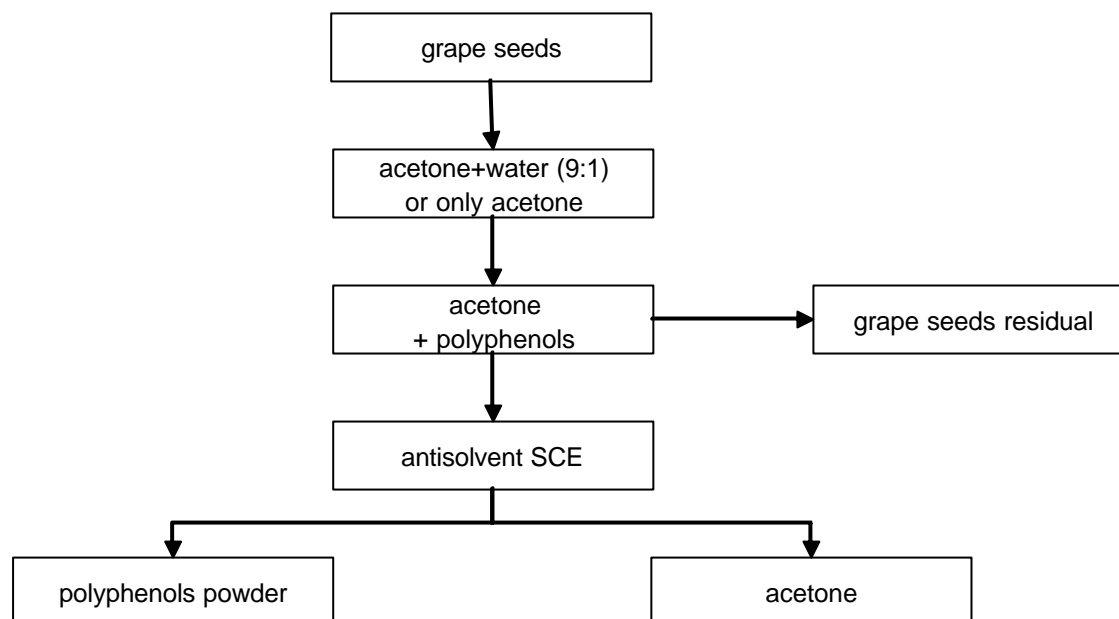 grape seeds
acetone+water (9:1)
or only acetone
acetone
+ polyphenols
grape seeds residual
antisolvent SCE
polyphenols powder
acetone